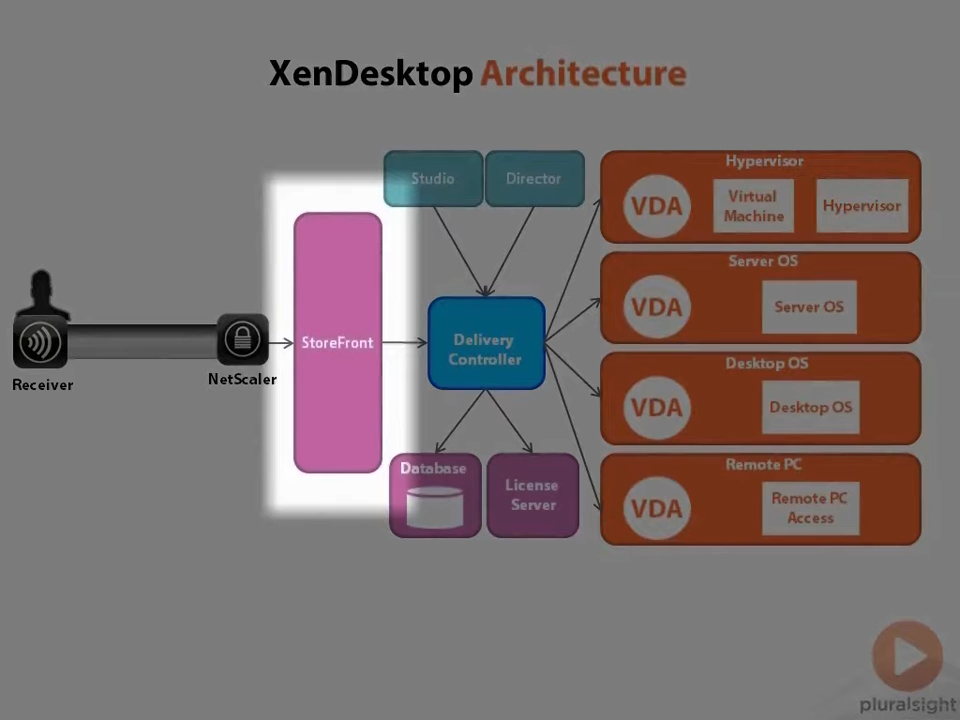 XenDesktop Architecture
Studio
Director
Hypervisor
VDA
Virtual
Machine
Hypervisor
Server OS
VDA
Server OS
Receiver
NetScaler
StoreFront
Delivery
Controller
Desktop OS
VDA
Desktop OS
Database
License
Server
Remote PC
VDA
Remote PC
Access
pluralsight